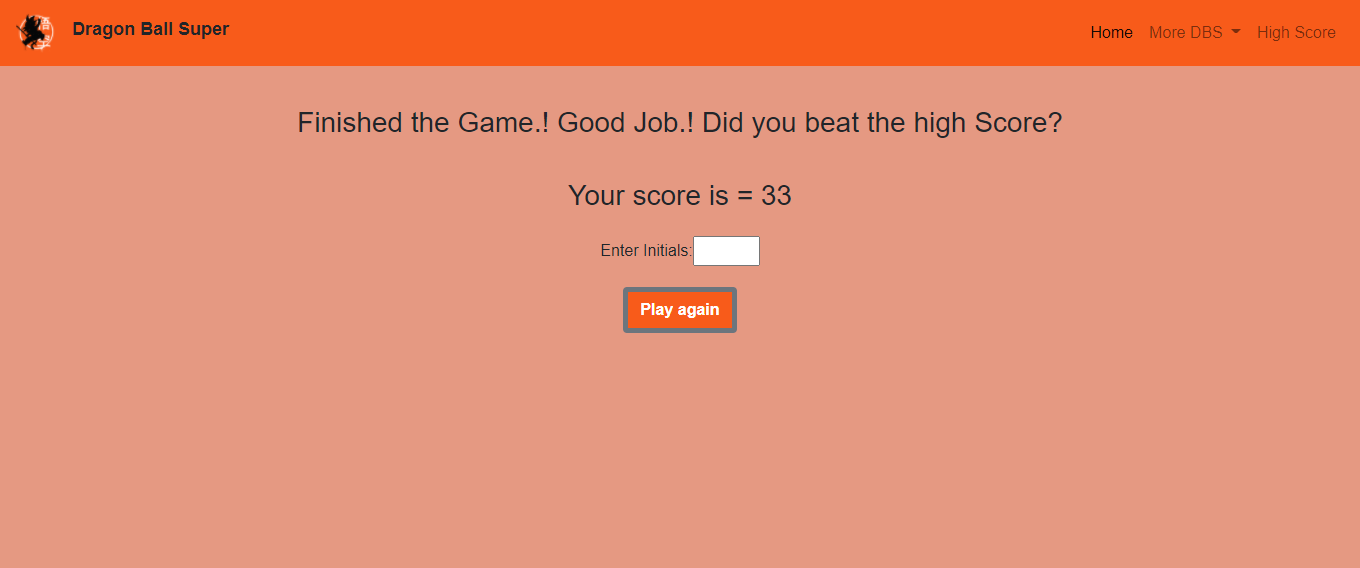 Dragon Ball Super
Home More DBS High Score
Finished the Game.! Good Job.! Did you beat the high Score?
Your score is = 33
Enter Initials:
Play again